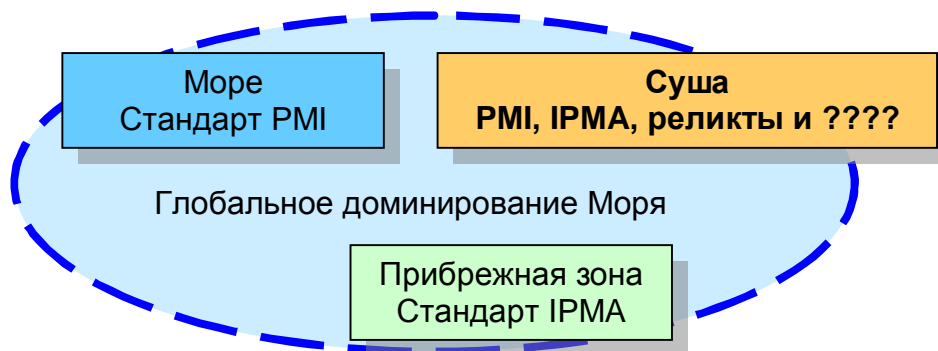 Море
Стандарт PMI
Суша
PMI, IPMA, реликты и ????
Глобальное доминирование Моря
Прибрежная зона
Стандарт IPMA